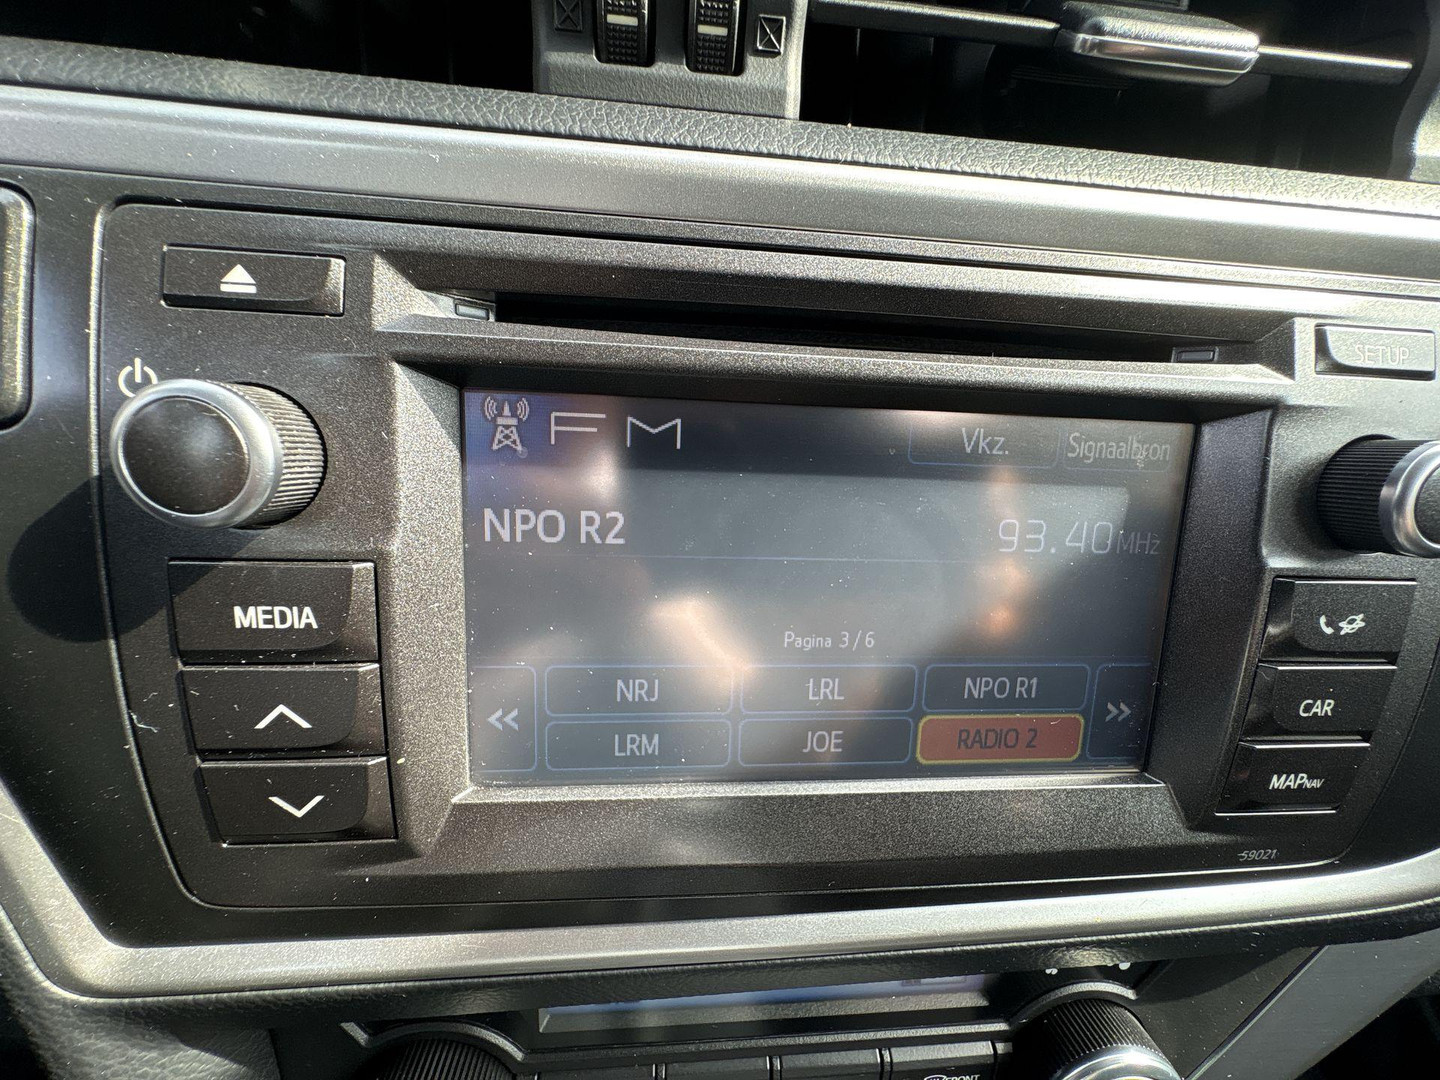 SETUP
FM
Vkz.
Signaalbron
NPO R2
93.40 MHz
Pagina 3/6
NRJ
LRL
NPO R1
<<
>>
LRM
JOE
RADIO 2
MEDIA
CAR
MAP NAV
59021
FRONT